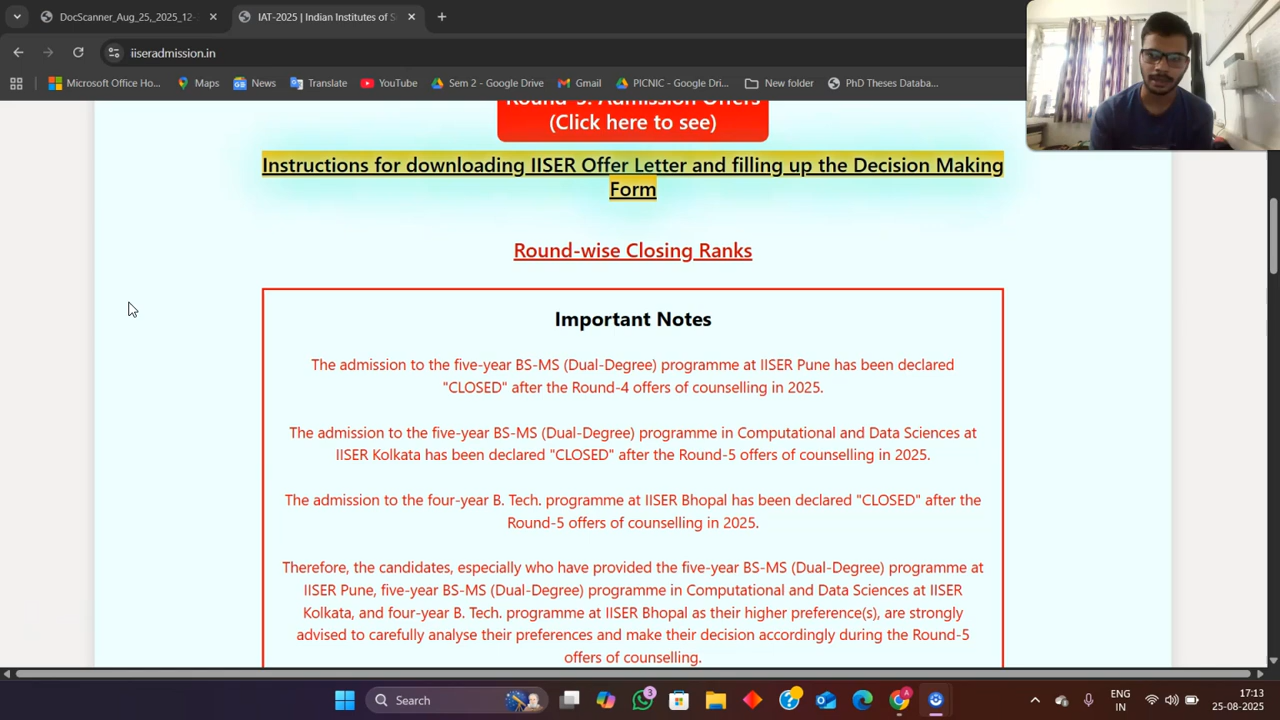 DocScanner_Aug_25,_2025_12-
IAT-2025 | Indian Institutes of S
iiseradmission.in
Microsoft Office Ho...
Maps
News
Translate
YouTube
Sem 2 - Google Drive
Gmail
PICNIC - Google Dri...
New folder
PhD Theses Databa...
Round-5: Admission Offers
(Click here to see)
Instructions for downloading IISER Offer Letter and filling up the Decision Making
Form
Round-wise Closing Ranks
Important Notes
The admission to the five-year BS-MS (Dual-Degree) programme at IISER Pune has been declared
"CLOSED" after the Round-4 offers of counselling in 2025.
The admission to the five-year BS-MS (Dual-Degree) programme in Computational and Data Sciences at
IISER Kolkata has been declared "CLOSED" after the Round-5 offers of counselling in 2025.
The admission to the four-year B. Tech. programme at IISER Bhopal has been declared "CLOSED" after the
Round-5 offers of counselling in 2025.
Therefore, the candidates, especially who have provided the five-year BS-MS (Dual-Degree) programme at
IISER Pune, five-year BS-MS (Dual-Degree) programme in Computational and Data Sciences at IISER
Kolkata, and four-year B. Tech. programme at IISER Bhopal as their higher preference(s), are strongly
advised to carefully analyse their preferences and make their decision accordingly during the Round-5
offers of counselling.
Search
3
ENG
IN
17:13
25-08-2025